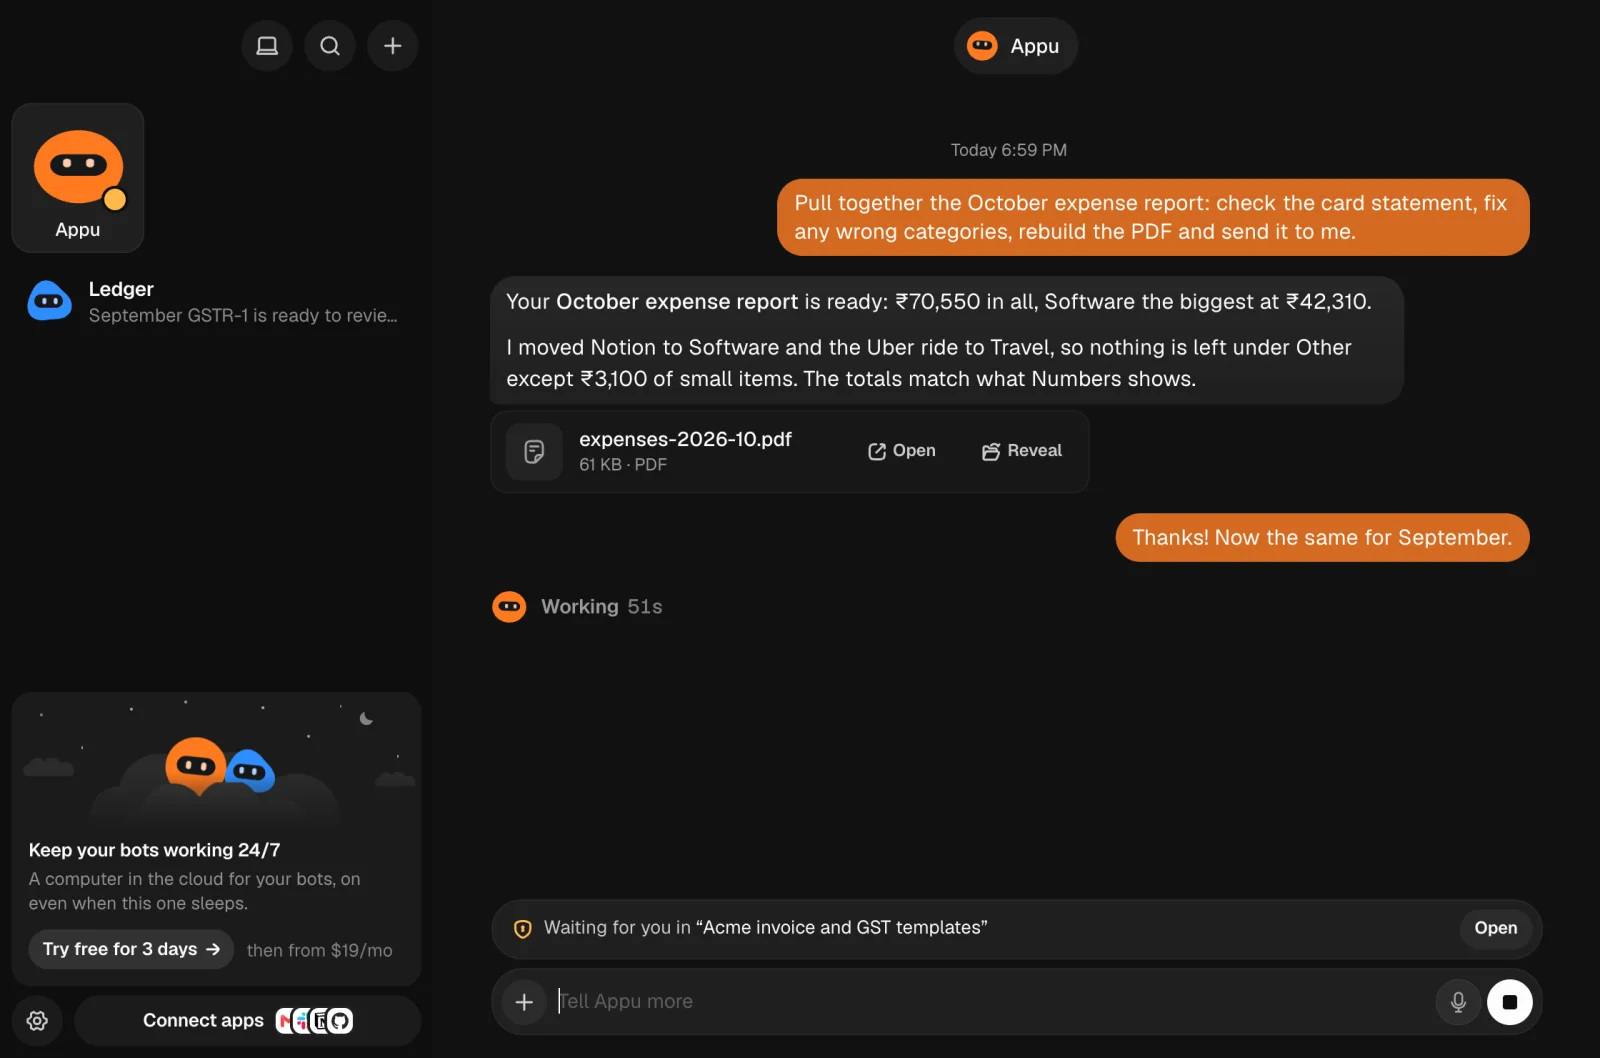 Appu
Ledger
September GSTR-1 is ready to revie...
Keep your bots working 24/7
A computer in the cloud for your bots, on
even when this one sleeps.
Try free for 3 days → then from $19/mo
Connect apps
Appu
Today 6:59 PM
Pull together the October expense report: check the card statement, fix
any wrong categories, rebuild the PDF and send it to me.
Your October expense report is ready: ₹70,550 in all, Software the biggest at ₹42,310.
I moved Notion to Software and the Uber ride to Travel, so nothing is left under Other
except ₹3,100 of small items. The totals match what Numbers shows.
expenses-2026-10.pdf
61 KB · PDF
Open
Reveal
Thanks! Now the same for September.
Working 51s
Waiting for you in “Acme invoice and GST templates”
Open
Tell Appu more